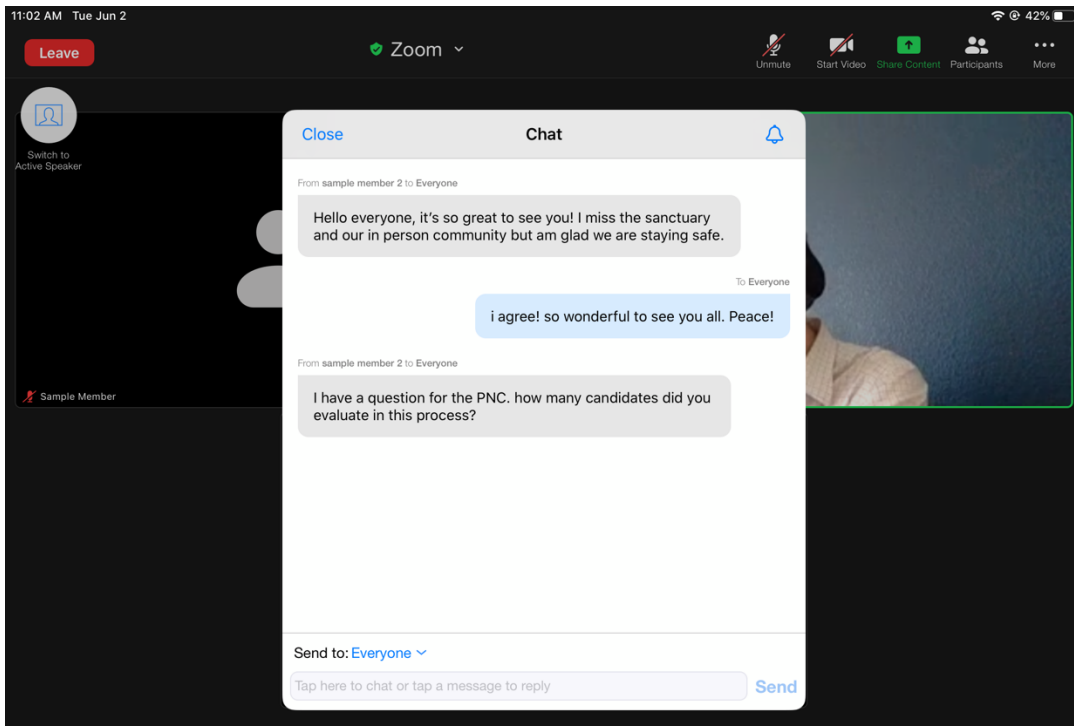 11:02 AM Tue Jun 2
42%
Leave
Zoom
Unmute
Start Video
Share Content
Participants
More
Switch to
Active Speaker
Close
Chat
From sample member 2 to Everyone
Hello everyone, it’s so great to see you! I miss the sanctuary
and our in person community but am glad we are staying safe.
To Everyone
i agree! so wonderful to see you all. Peace!
From sample member 2 to Everyone
I have a question for the PNC. how many candidates did you
evaluate in this process?
Sample Member
Send to: Everyone
Tap here to chat or tap a message to reply
Send